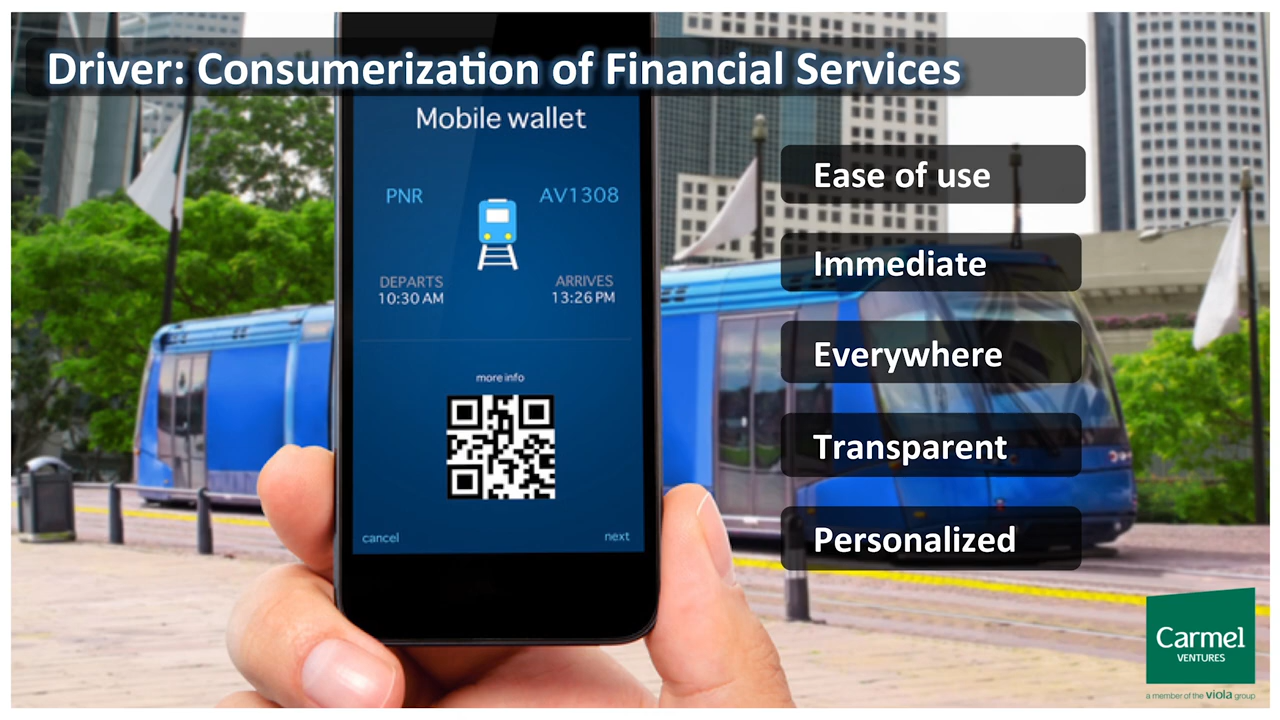 Driver: Consumerization of Financial Services
Mobile wallet
PNR AV1308
DEPARTS ARRIVES
10:30 AM 13:26 PM
more info
cancel next
Ease of use
Immediate
Everywhere
Transparent
Personalized
Carmel
VENTURES
a member of the viola group